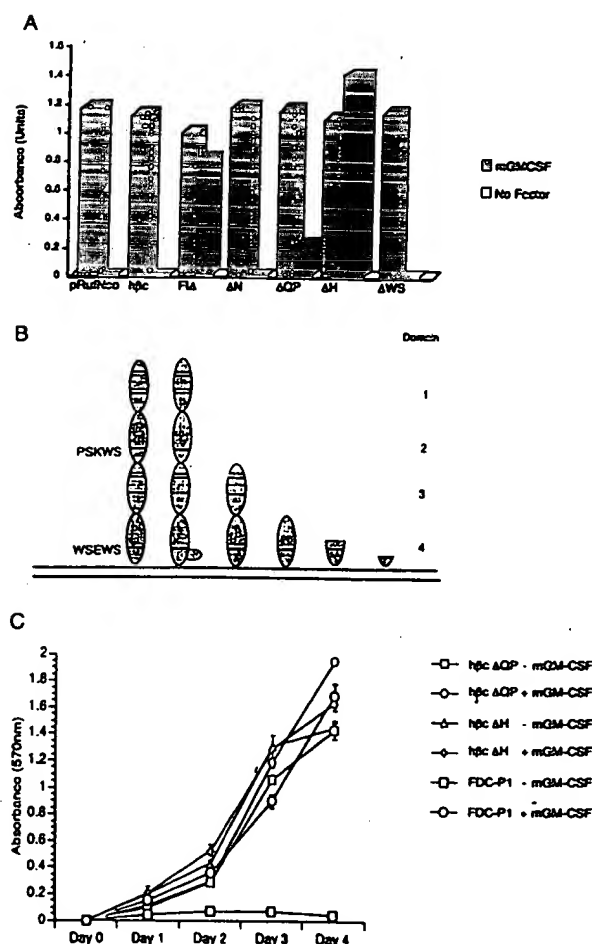 A
1.6
1.4
1.2
1
0.8
0.6
0.4
0.2
0
Absorbance (Units)
pRufNeo hβc FIΔ ΔN ΔQP ΔH ΔWS
mGMCSF
No Factor
B
Domain
1
PSKWS 2
3
WSEWS 4
C
2
1.8
1.6
1.4
1.2
1
0.8
0.6
0.4
0.2
0
Absorbance (570nm)
Day 0 Day 1 Day 2 Day 3 Day 4
hβc ΔQP - mGM-CSF
hβc ΔQP + mGM-CSF
hβc ΔH - mGM-CSF
hβc ΔH + mGM-CSF
FDC-P1 - mGM-CSF
FDC-P1 + mGM-CSF